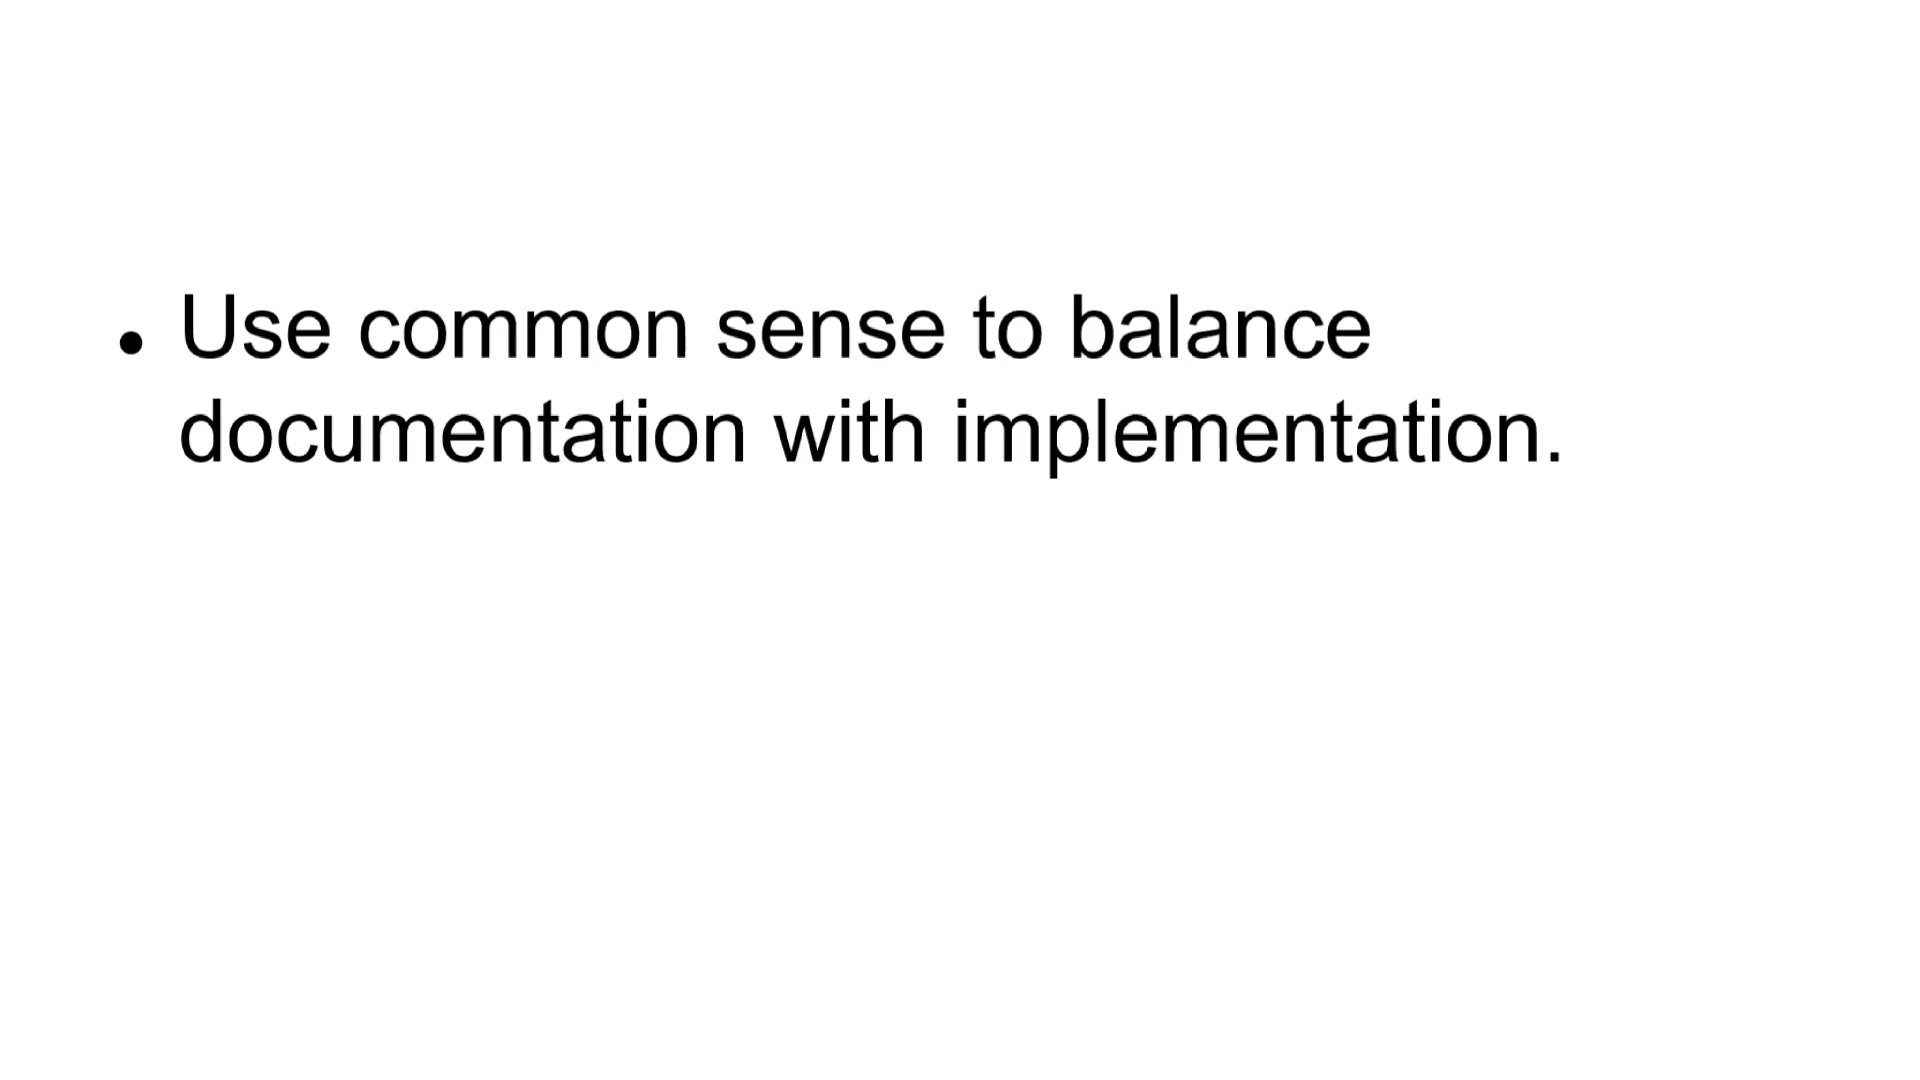 • Use common sense to balance
documentation with implementation.